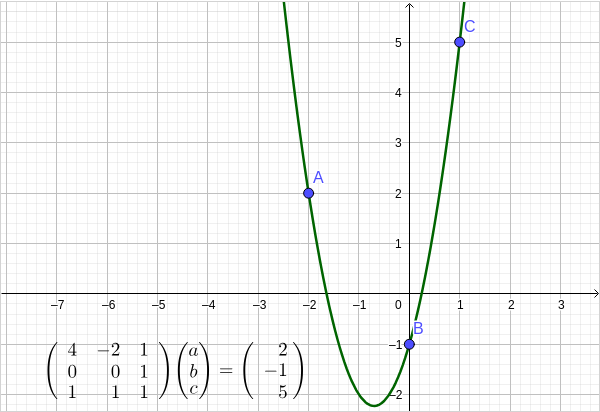 C
5
4
3
A
2
1
−7 −6 −5 −4 −3 −2 −1 0 1 2 3
B
−1
−2
( 4 −2 1 ) ( a ) = ( 2 )
( 0 0 1 ) ( b ) ( −1 )
( 1 1 1 ) ( c ) ( 5 )